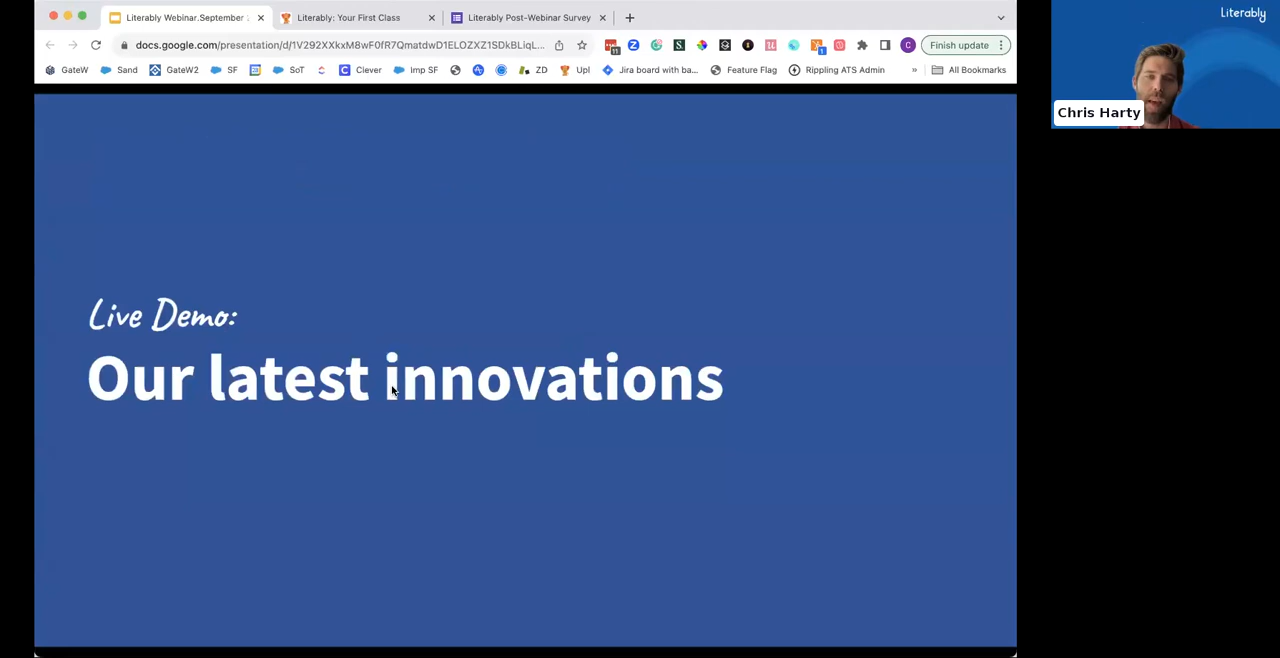 Literably Webinar.September
Literably: Your First Class
Literably Post-Webinar Survey
docs.google.com/presentation/d/1V292XXkxM8wF0fR7QmatdwD1ELOZXZ1SDkBLiqL...
Finish update
GateW
Sand
GateW2
SF
SoT
Clever
Imp SF
ZD
Upl
Jira board with ba...
Feature Flag
Rippling ATS Admin
»
All Bookmarks
Live Demo:
Our latest innovations
Literably
Chris Harty